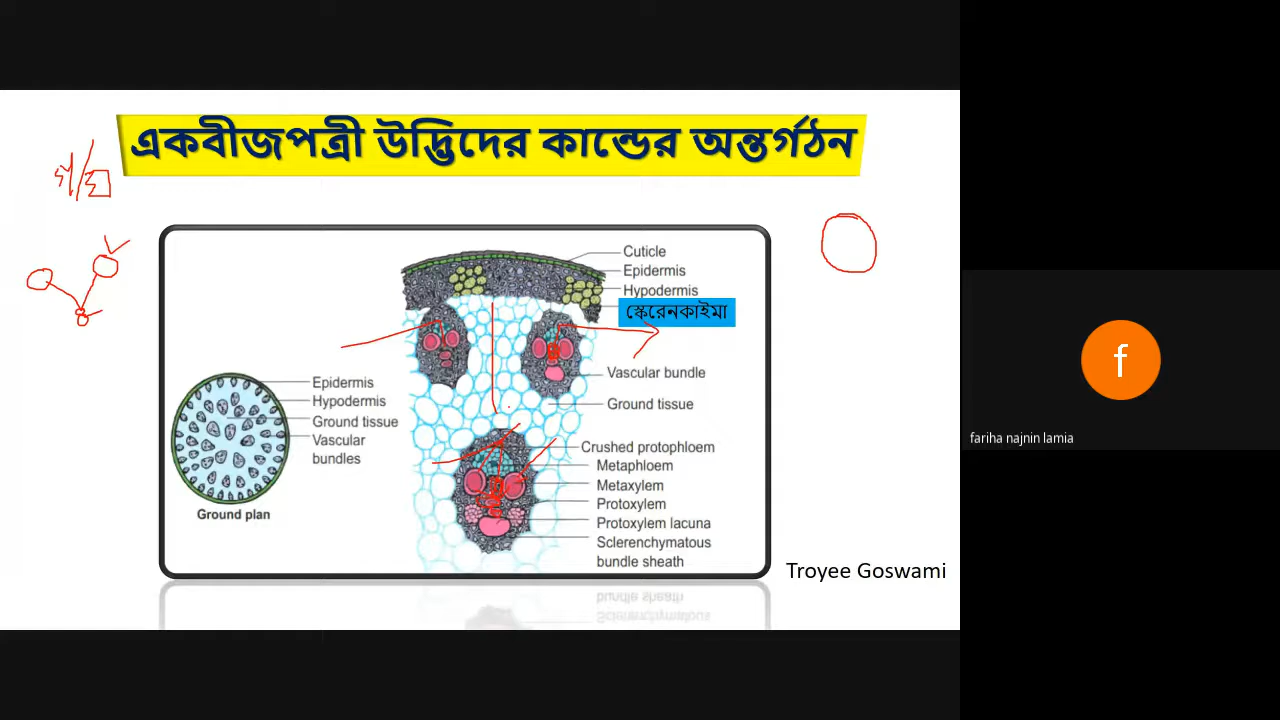 একবীজপত্রী উদ্ভিদের কান্ডের অন্তর্গঠন
Cuticle
Epidermis
Hypodermis
স্কেরেনকাইমা
Vascular bundle
Ground tissue
Epidermis
Hypodermis
Ground tissue
Vascular
bundles
Ground plan
Crushed protophloem
Metaphloem
Metaxylem
Protoxylem
Protoxylem lacuna
Sclerenchymatous
bundle sheath
Troyee Goswami
f
fariha najnin lamia